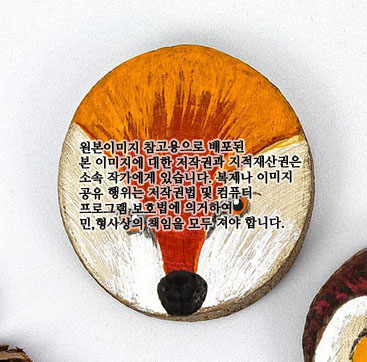 원본이미지 참고용으로 배포된
본 이미지에 대한 저작권과 지적재산권은
소속 작가에게 있습니다. 복제나 이미지
공유 행위는 저작권법 및 컴퓨터
프로그램 보호법에 의거하여
민,형사상의 책임을 모두 져야 합니다.